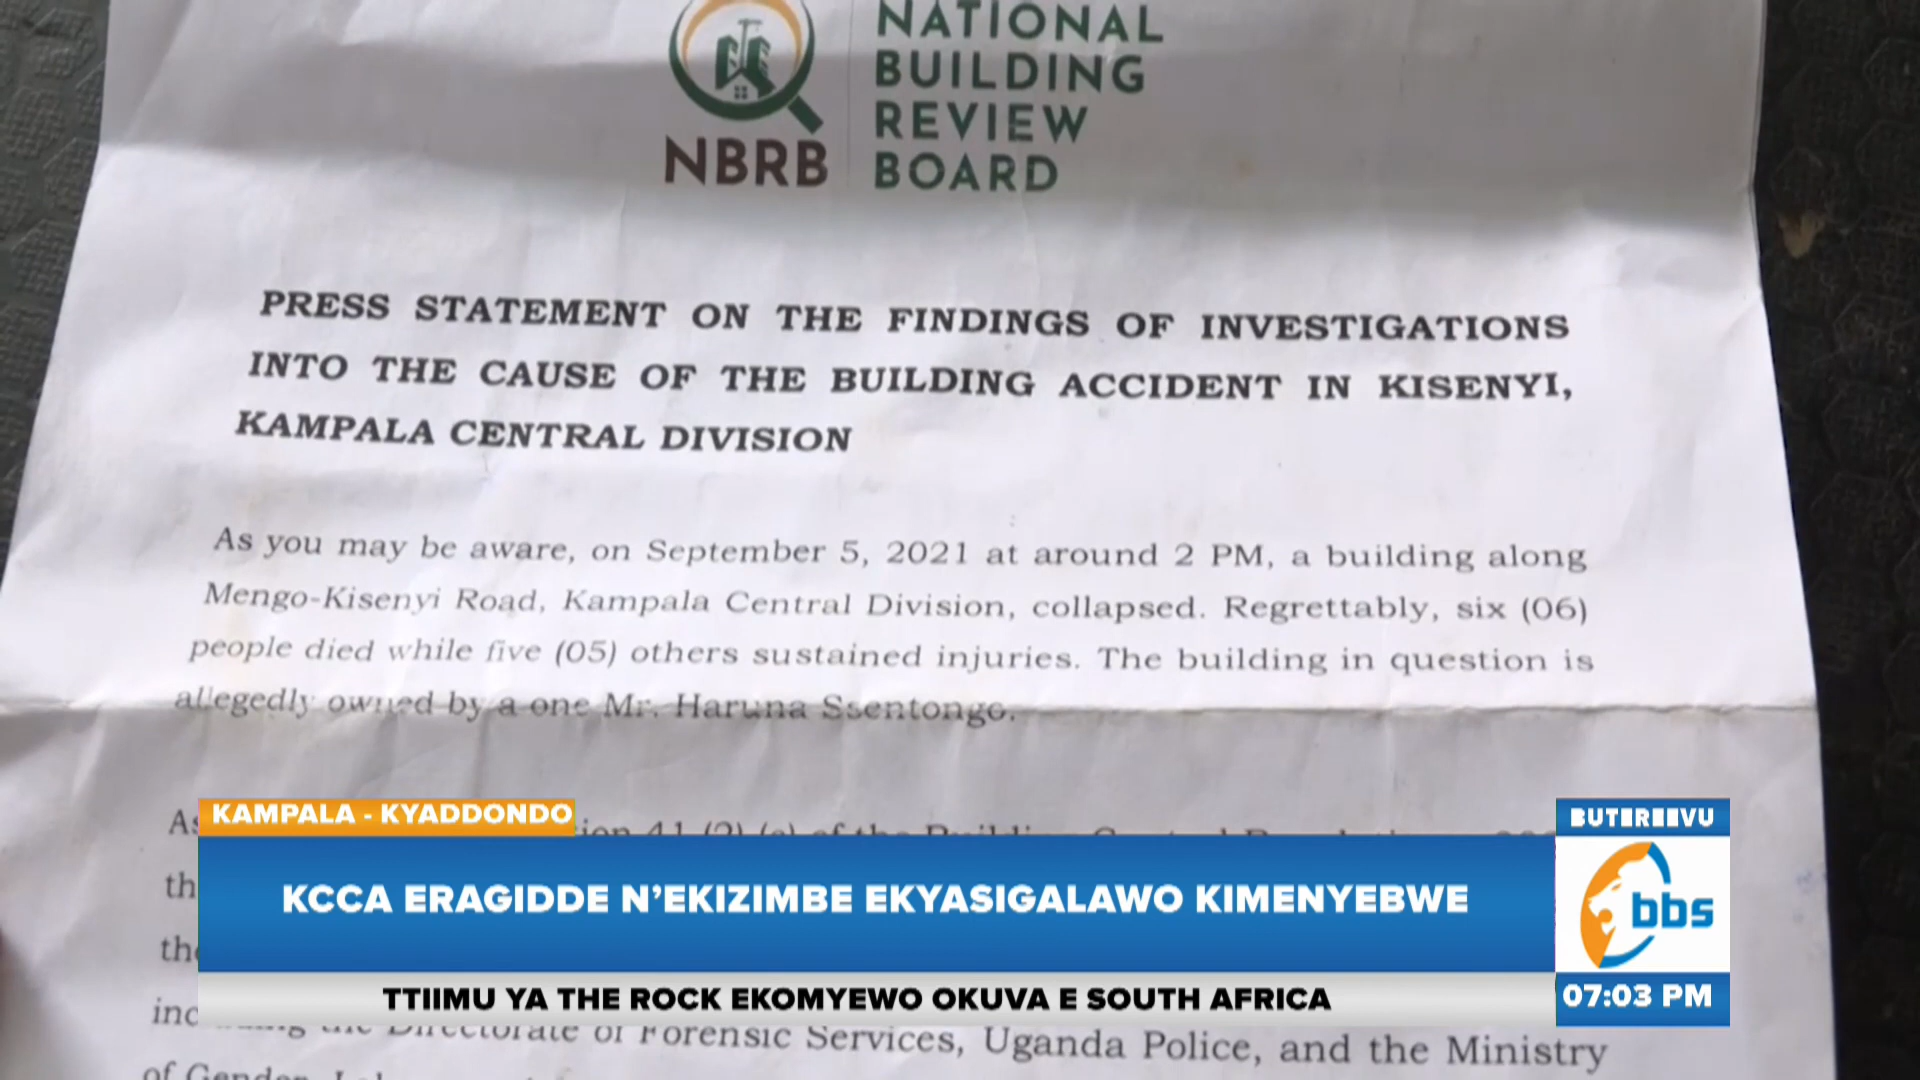 NATIONAL
BUILDING
REVIEW
BOARD
NBRB
PRESS STATEMENT ON THE FINDINGS OF INVESTIGATIONS
INTO THE CAUSE OF THE BUILDING ACCIDENT IN KISENYI,
KAMPALA CENTRAL DIVISION
As you may be aware, on September 5, 2021 at around 2 PM, a building along
Mengo-Kisenyi Road, Kampala Central Division, collapsed. Regrettably, six (06)
people died while five (05) others sustained injuries. The building in question is
allegedly owned by a one Mr. Haruna Ssentongo.
KAMPALA - KYADDONDO
KCCA ERAGIDDE N'EKIZIMBE EKYASIGALAWO KIMENYEBWE
TTIIMU YA THE ROCK EKOMYEWO OKUVA E SOUTH AFRICA
BUTEREEVU
bbs
07:03 PM
the Directorate of Forensic Services, Uganda Police, and the Ministry
of